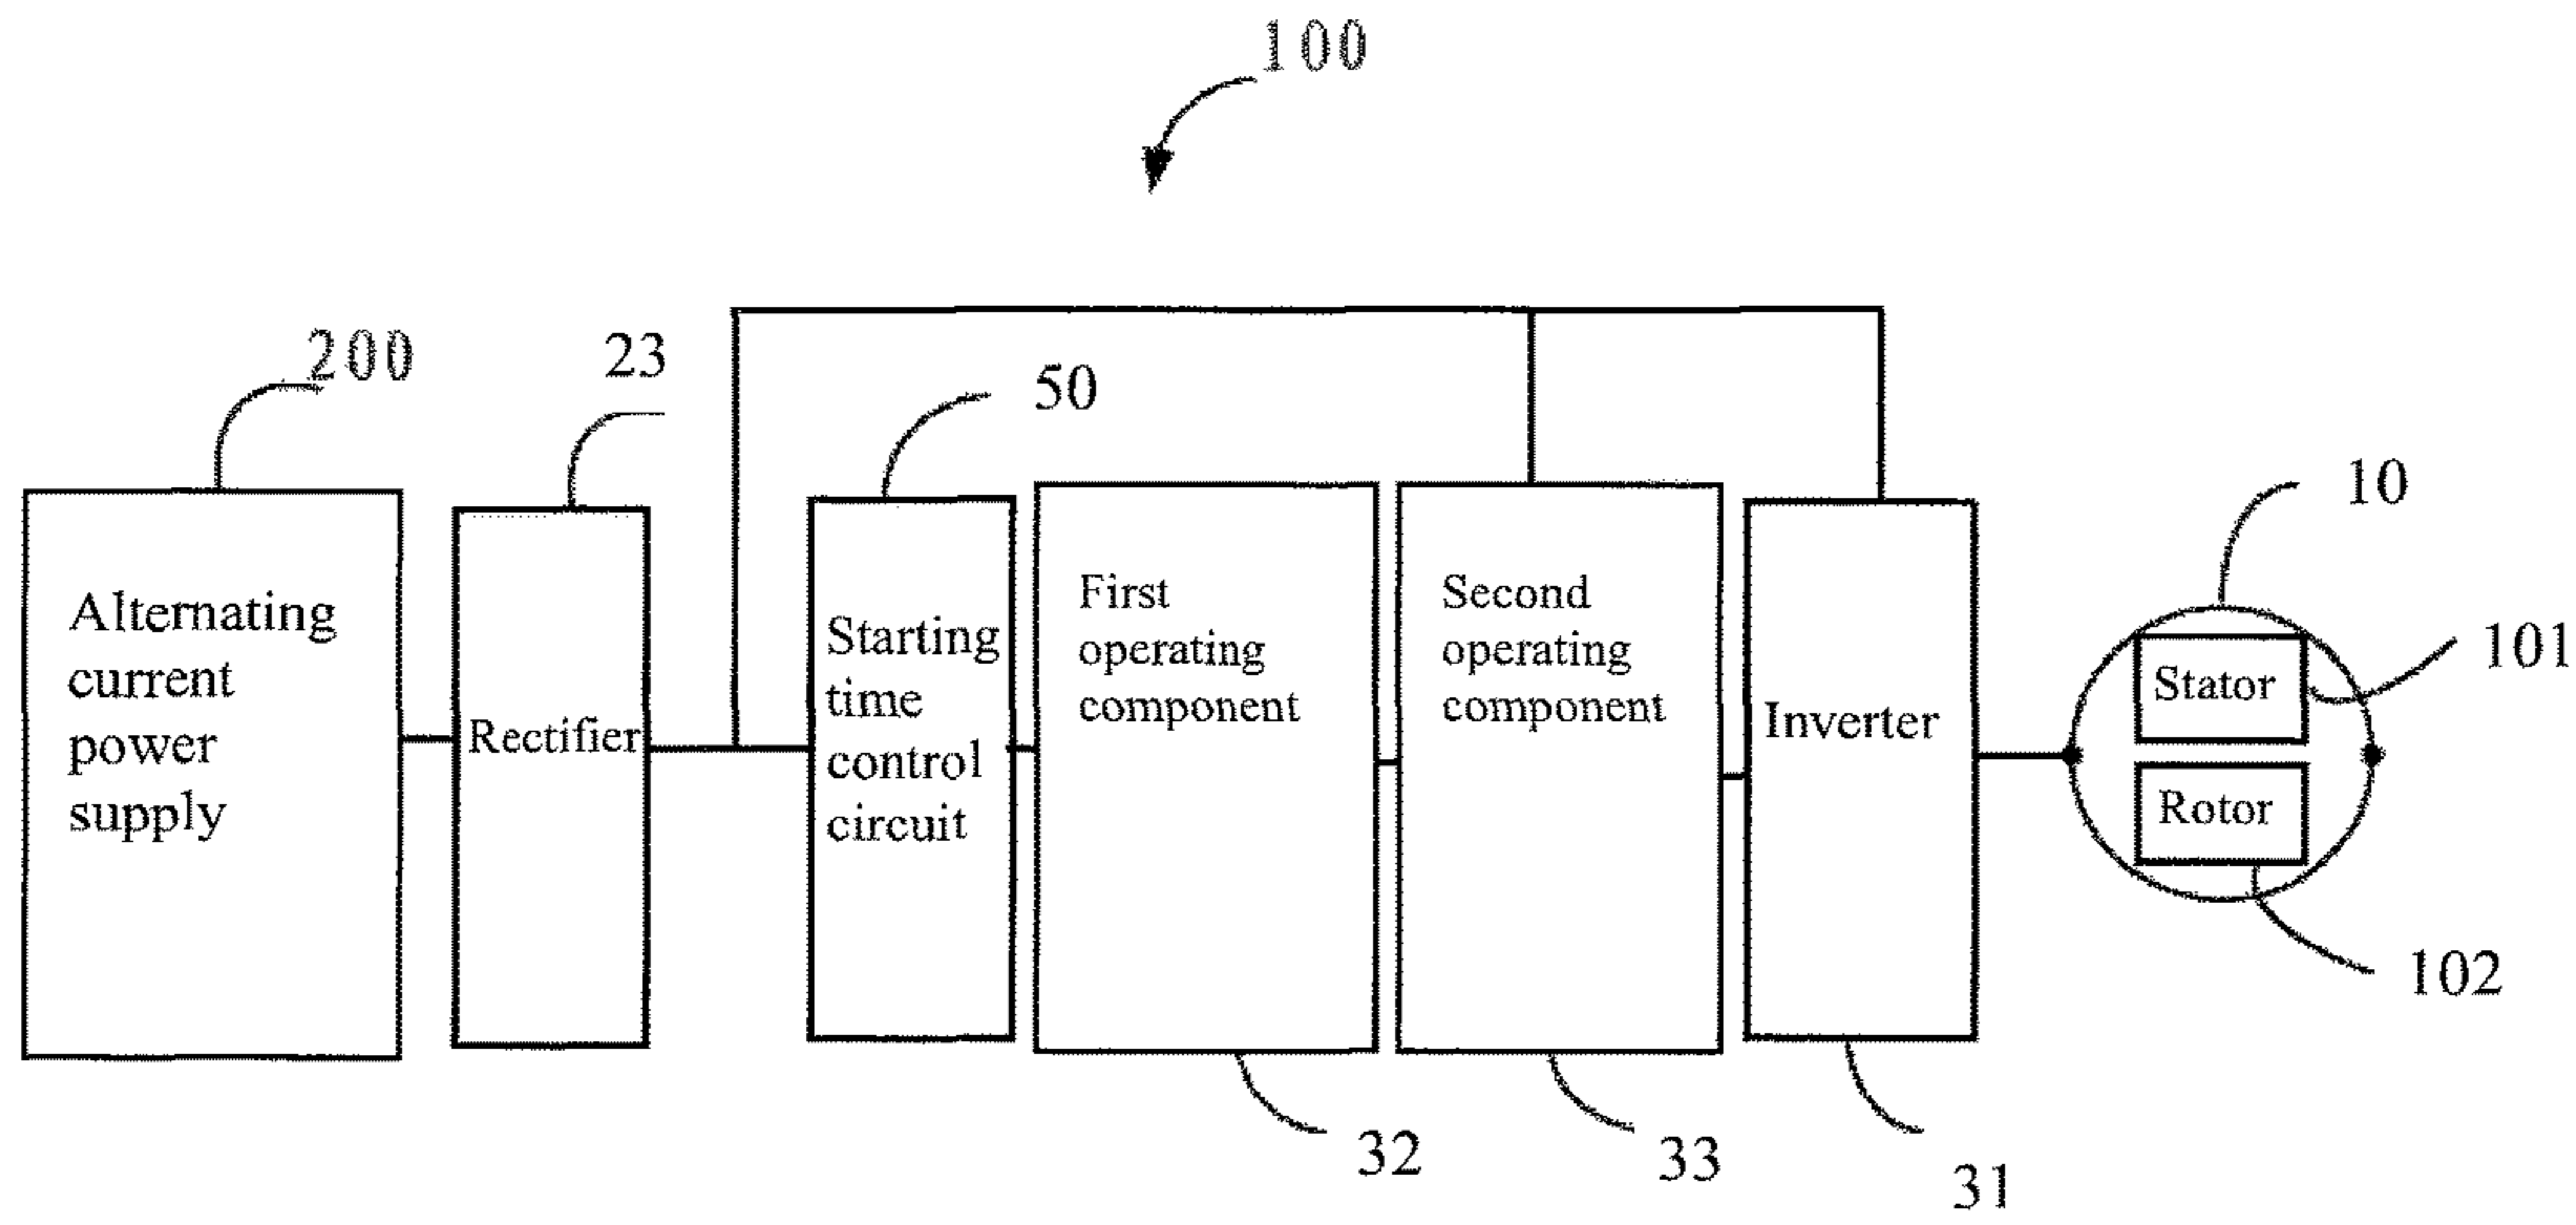 100
200
23
50
10
101
102
Alternating
current
power
supply
Rectifier
Starting
time
control
circuit
First
operating
component
Second
operating
component
Inverter
Stator
Rotor
32
33
31